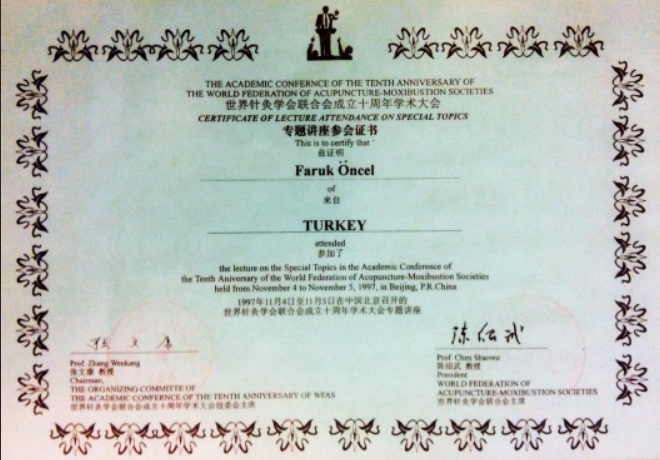 THE ACADEMIC CONFERNCE OF THE TENTH ANNIVERSARY OF
THE WORLD FEDERATION OF ACUPUNCTURE-MOXIBUSTION SOCIETIES
世界针灸学会联合会成立十周年学术大会
CERTIFICATE OF LECTURE ATTENDANCE ON SPECIAL TOPICS
专题讲座参会证书
This is to certify that
兹证明
Faruk Öncel
of
来自
TURKEY
attended
参加了
the lecture on the Special Topics in the Academic Conference of
the Tenth Aniversary of the World Federation of Acupuncture-Moxibustion Societies
held from November 4 to November 5, 1997, in Beijing, P.R.China
1997年11月4日至11月5日在中国北京召开的
世界针灸学会联合会成立十周年学术大会专题讲座
张文康
Prof. Zhang Wenkang
张文康 教授
Chairman,
THE ORGANIZING COMMITTE OF
THE ACADEMIC CONFERNCE OF THE TENTH ANNIVERSARY OF WFAS
世界针灸学会联合会成立十周年学术大会组委会主席
陈绍武
Prof. Chen Shaowu
陈绍武 教授
President
WORLD FEDERATION OF
ACUPUNCTURE-MOXIBUSTION SOCIETIES
世界针灸学会联合会主席